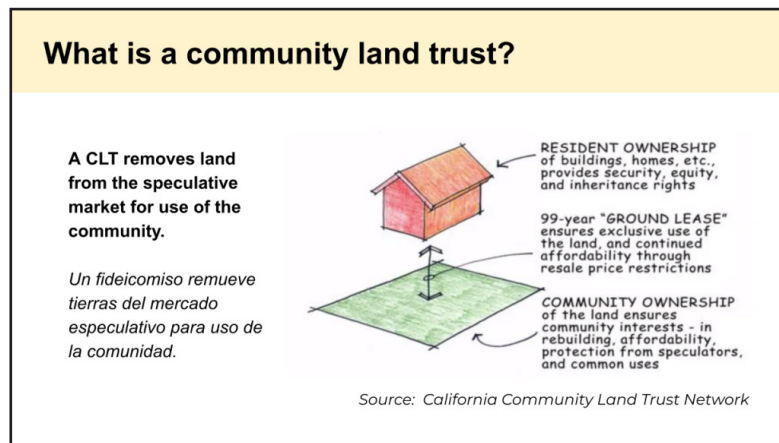 What is a community land trust?
A CLT removes land
from the speculative
market for use of the
community.
Un fideicomiso remueve
tierras del mercado
especulativo para uso de
la comunidad.
RESIDENT OWNERSHIP
of buildings, homes, etc.,
provides security, equity,
and inheritance rights
99-year “GROUND LEASE”
ensures exclusive use of
the land, and continued
affordability through
resale price restrictions
COMMUNITY OWNERSHIP
of the land ensures
community interests - in
rebuilding, affordability,
protection from speculators,
and common uses
Source: California Community Land Trust Network